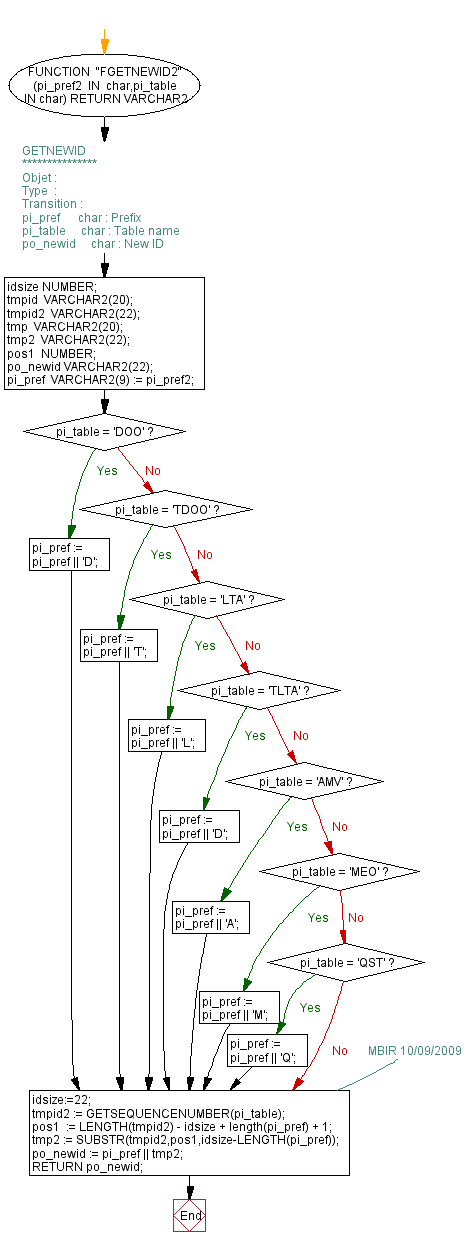 FUNCTION "FGETNEWID2"
(pi_pref2 IN char,pi_table
IN char) RETURN VARCHAR2
GETNEWID
***************
Objet :
Type :
Transition :
pi_pref char : Prefix
pi_table char : Table name
po_newid char : New ID
idsize NUMBER;
tmpid VARCHAR2(20);
tmpid2 VARCHAR2(22);
tmp VARCHAR2(20);
tmp2 VARCHAR2(22);
pos1 NUMBER;
po_newid VARCHAR2(22);
pi_pref VARCHAR2(9) := pi_pref2;
pi_table = 'DOO' ?
Yes
No
pi_table = 'TDOO' ?
pi_pref :=
pi_pref || 'D';
Yes
No
pi_table = 'LTA' ?
pi_pref :=
pi_pref || 'T';
Yes
No
pi_table = 'TLTA' ?
pi_pref :=
pi_pref || 'L';
Yes
No
pi_table = 'AMV' ?
pi_pref :=
pi_pref || 'D';
Yes
No
pi_table = 'MEO' ?
pi_pref :=
pi_pref || 'A';
Yes
No
pi_table = 'QST' ?
pi_pref :=
pi_pref || 'M';
Yes
pi_pref :=
pi_pref || 'Q';
No
MBIR 10/09/2009
idsize:=22;
tmpid2 := GETSEQUENCENUMBER(pi_table);
pos1 := LENGTH(tmpid2) - idsize + length(pi_pref) + 1;
tmp2 := SUBSTR(tmpid2,pos1,idsize-LENGTH(pi_pref));
po_newid := pi_pref || tmp2;
RETURN po_newid;
End